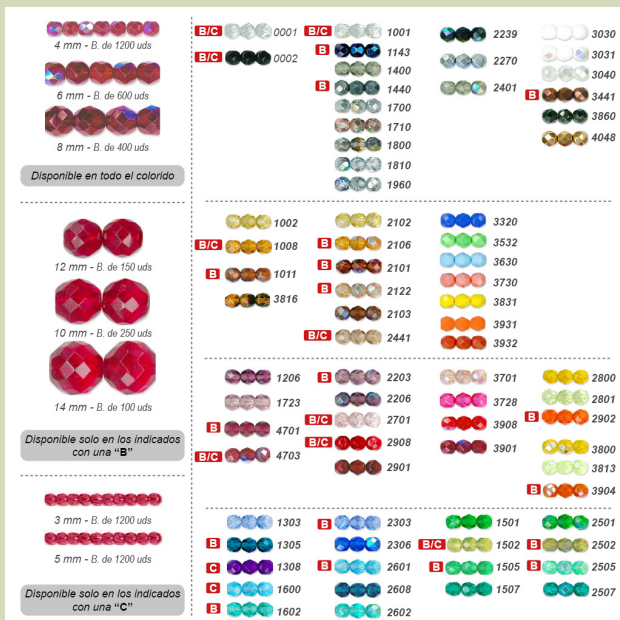 4 mm - B. de 1200 uds
6 mm - B. de 600 uds
8 mm - B. de 400 uds
Disponible en todo el colorido
12 mm - B. de 150 uds
10 mm - B. de 250 uds
14 mm - B. de 100 uds
Disponible solo en los indicados
con una "B"
3 mm - B. de 1200 uds
5 mm - B. de 1200 uds
Disponible solo en los indicados
con una "C"
B/C 0001
B/C 0002
B/C 1001
B 1143
1400
B 1440
1700
1710
1800
1810
1960
2239
2270
2401
3030
3031
3040
B 3441
3860
4048
1002
B/C 1008
B 1011
3816
2102
B 2106
B 2101
B 2122
2103
B/C 2441
3320
3532
3630
3730
3831
3931
3932
1206
1723
B 4701
B/C 4703
B 2203
2206
B/C 2701
B/C 2908
2901
3701
3728
3908
3901
2800
2801
B 2902
3800
3813
B 3904
1303
B 1305
C 1308
C 1600
B 1602
B 2303
2306
B 2601
2608
2602
1501
B/C 1502
B 1505
1507
2501
B 2502
B 2505
2507